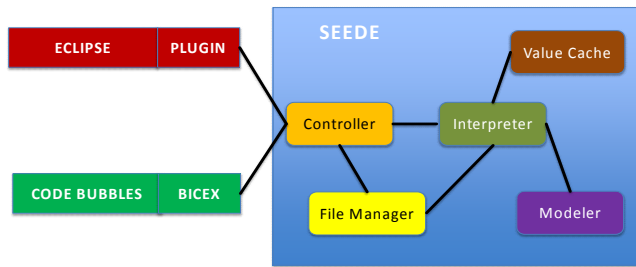 SEEDE
ECLIPSE
PLUGIN
Value Cache
Controller
Interpreter
CODE BUBBLES
BICEX
File Manager
Modeler